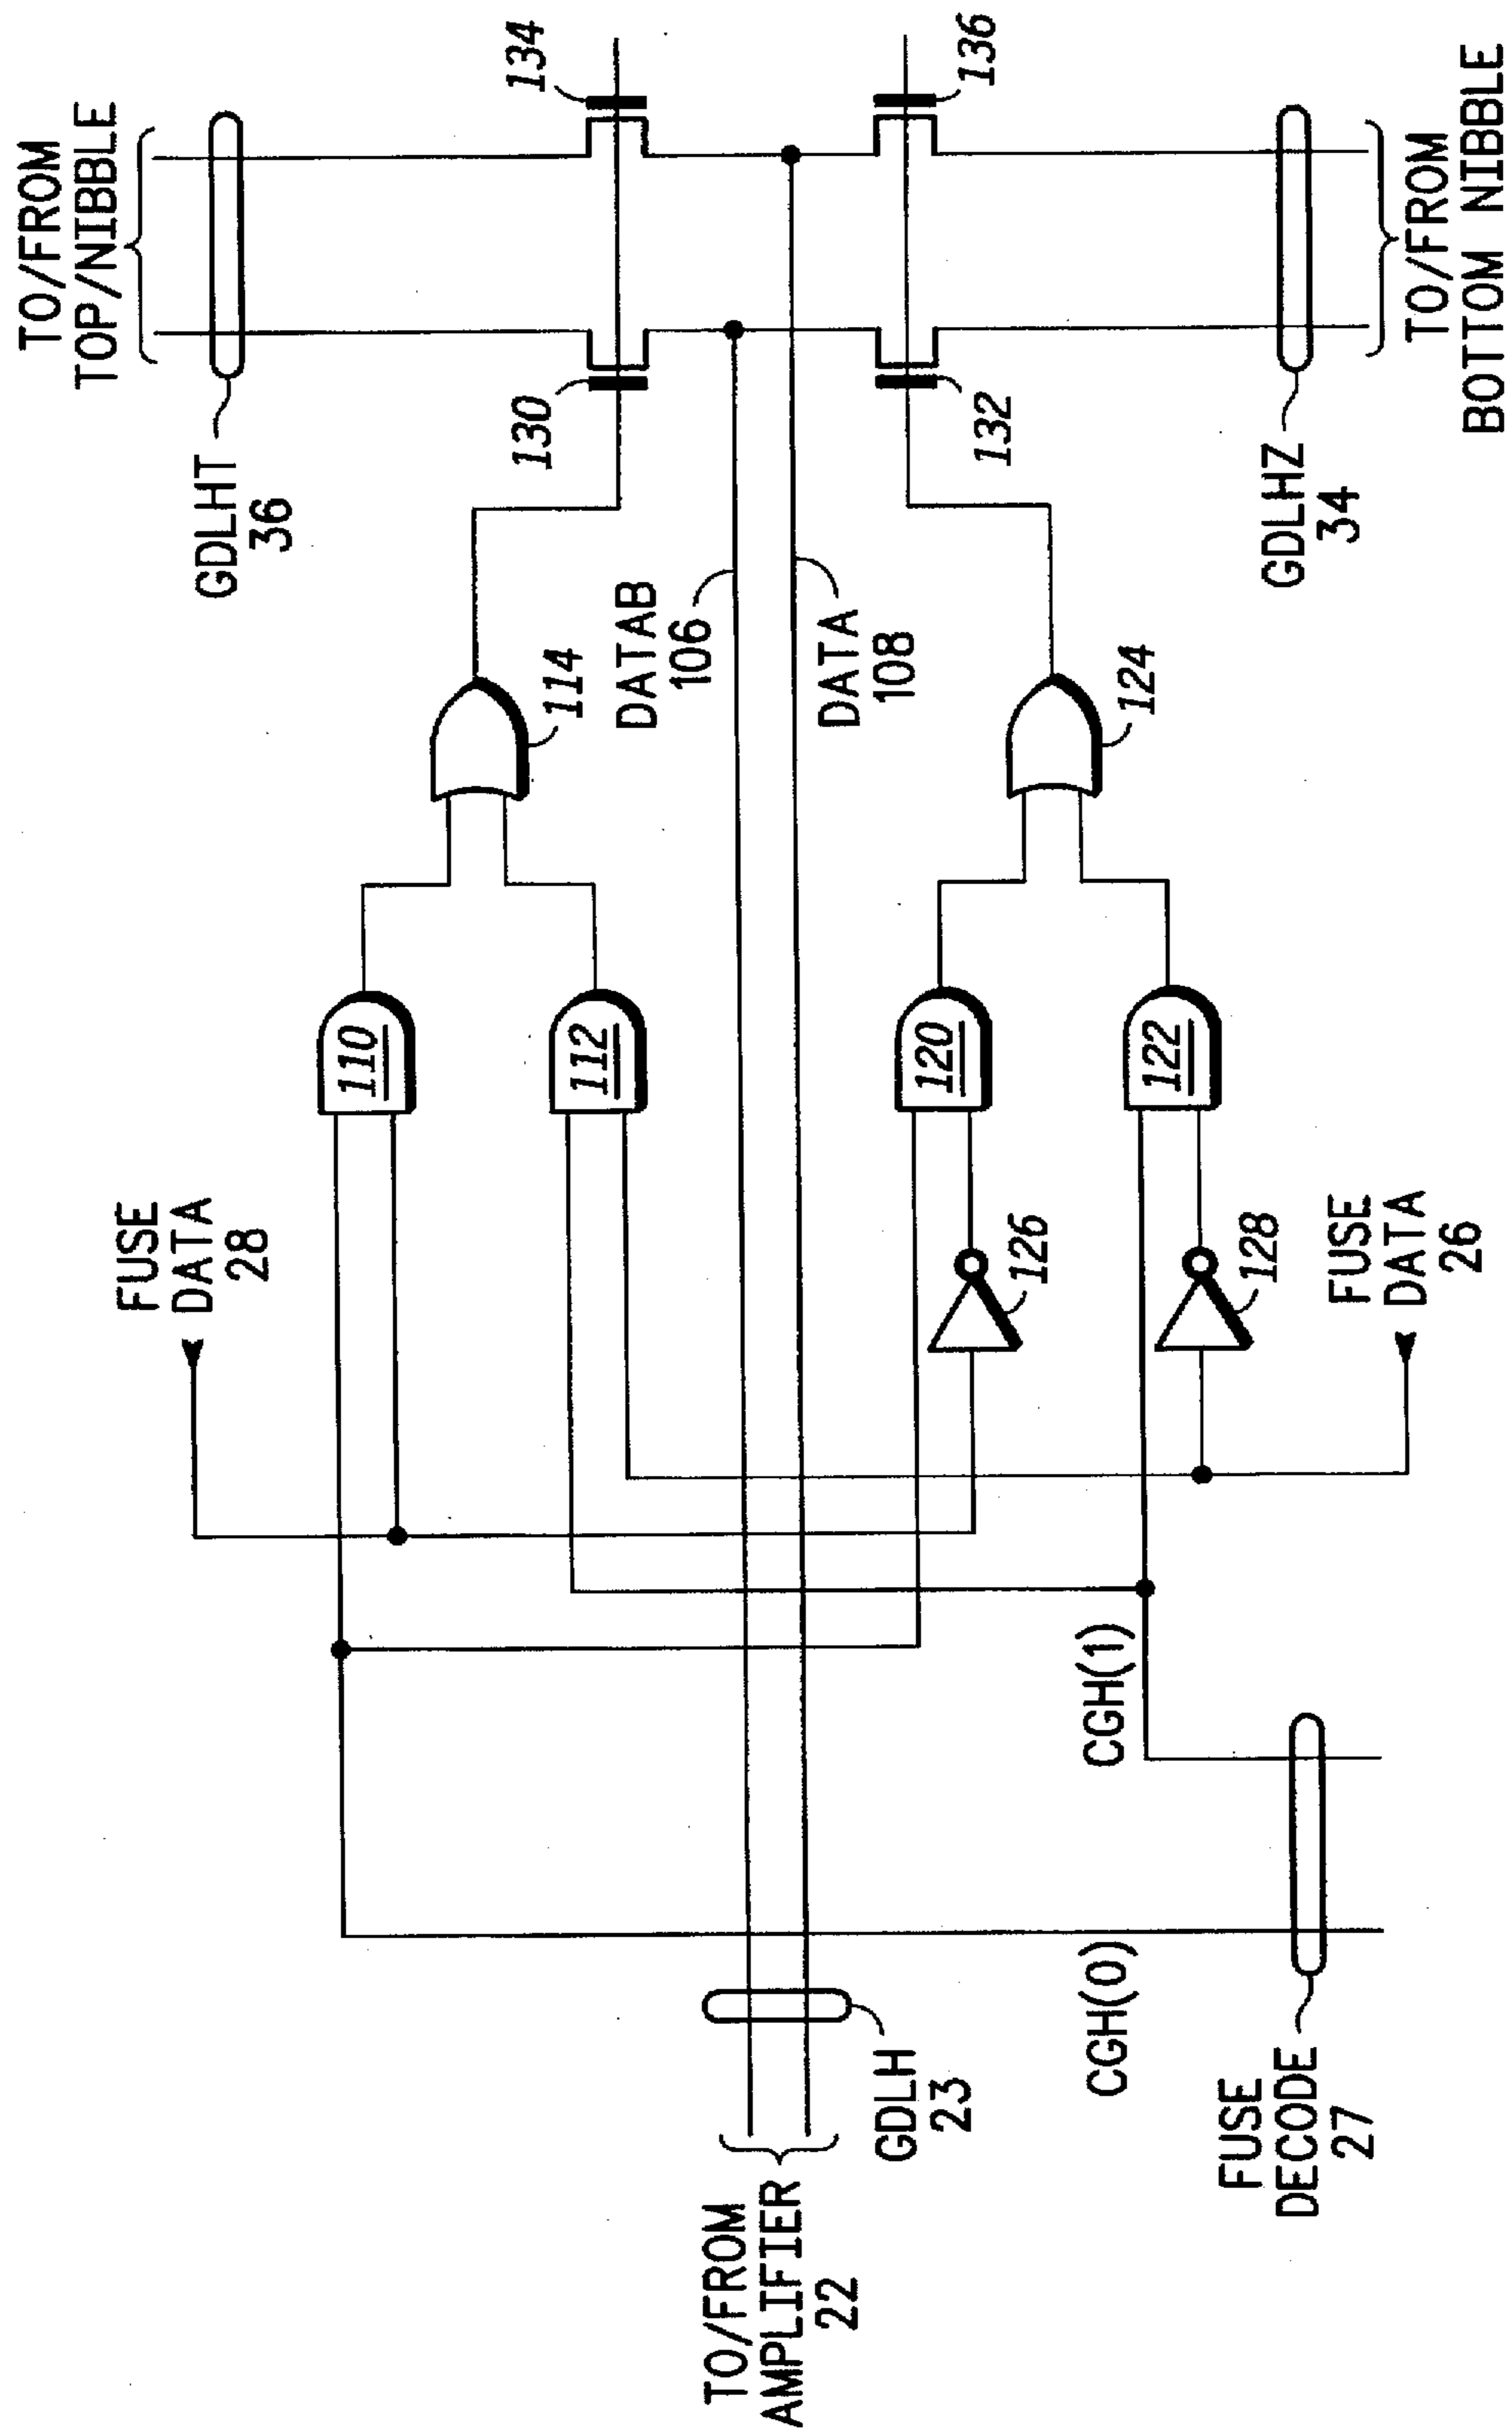 TO/FROM
TOP/NIBBLE
GDLHT
36
134
130
FUSE
DATA
28
110
112
114
DATAB
106
DATA
108
TO/FROM
AMPLIFIER
22
GDLH
23
CGH(0)
CGH(1)
120
122
124
126
128
132
136
FUSE
DECODE
27
FUSE
DATA
26
GDLHZ
34
TO/FROM
BOTTOM NIBBLE